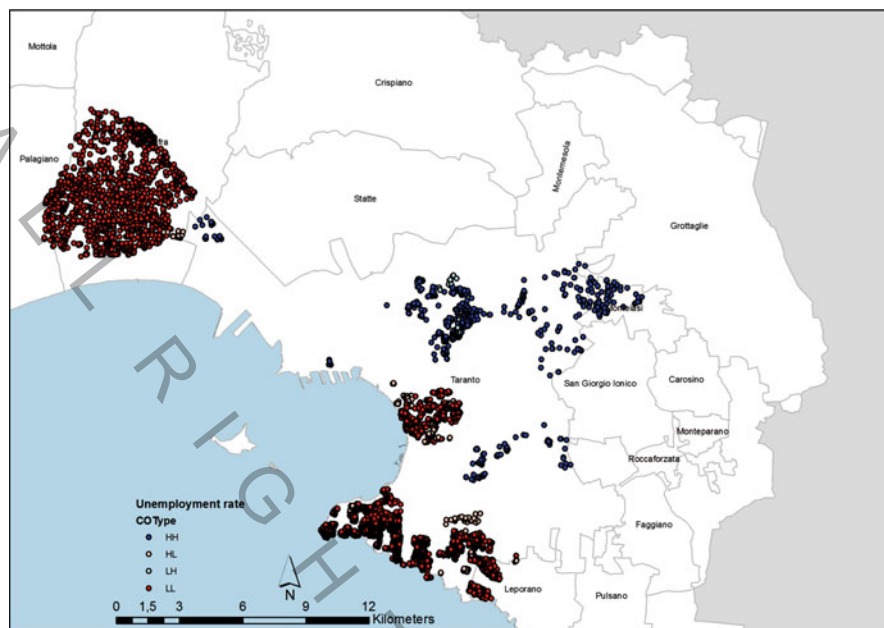 Mottola
Crispiano
Palagiano
Montemesola
Statte
Grottaglie
Taranto
San Giorgio Ionico
Carosino
Monteparano
Roccaforzata
Faggiano
Leporano
Pulsano
Unemployment rate
COType
HH
HL
LH
LL
N
0 1,5 3 6 9 12
Kilometers